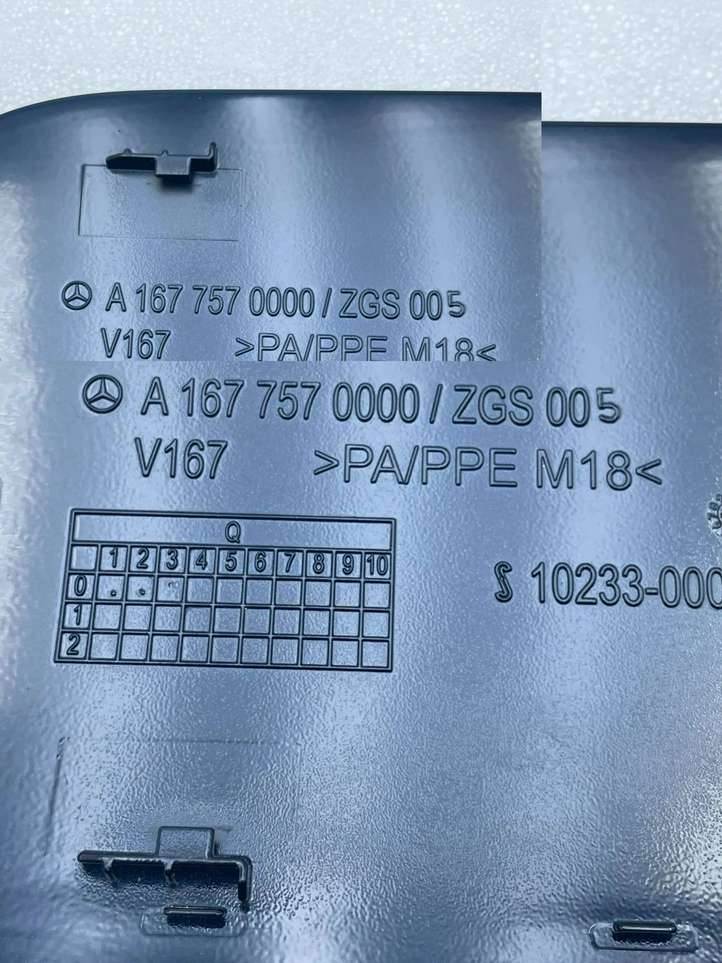 A 167 757 0000 / ZGS 005
V167 >PA/PPE M18<
A 167 757 0000 / ZGS 005
V167 >PA/PPE M18<
Q
1 2 3 4 5 6 7 8 9 10
0
1
2
10233-000